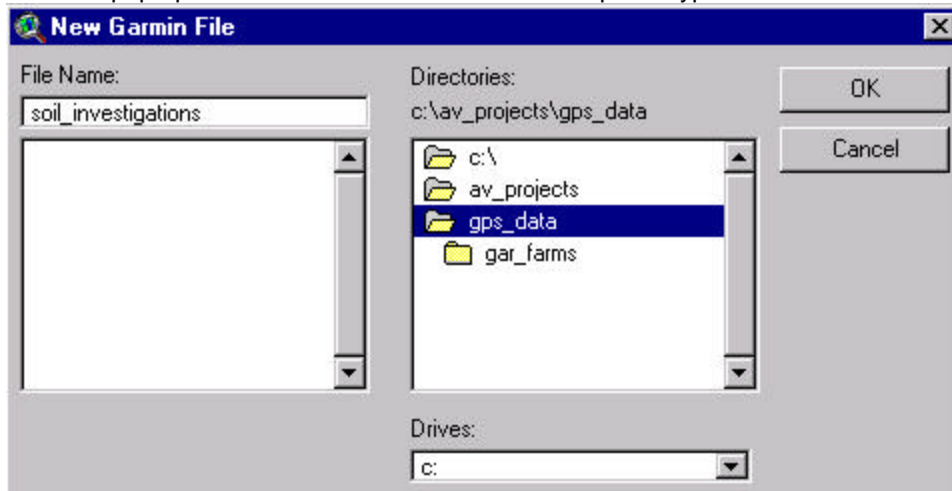 New Garmin File
File Name:
soil_investigations
Directories:
c:\av_projects\gps_data
c:\
av_projects
gps_data
gar_farms
Drives:
c:
OK
Cancel